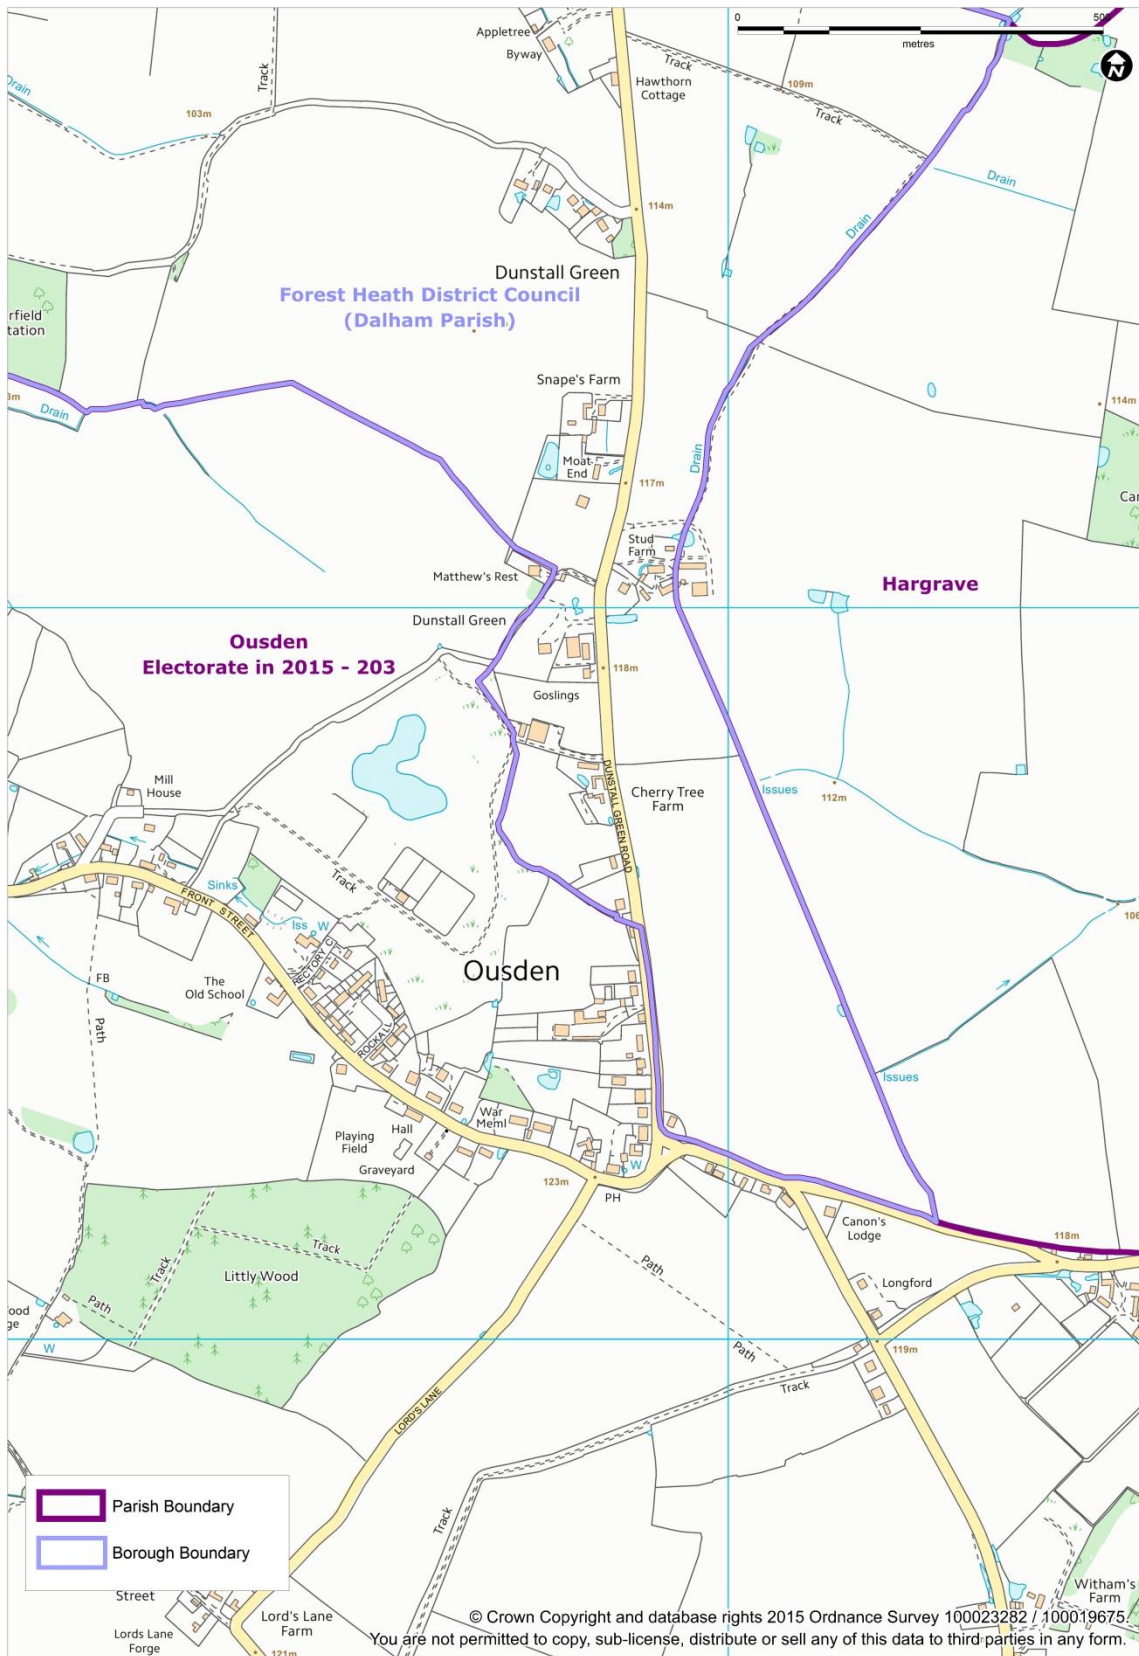 0
500
metres
N
Appletree
Byway
Track
Drain
103m
Hawthorn
Cottage
Track
109m
Track
Drain
Drain
114m
Dunstall Green
Forest Heath District Council
(Dalham Parish)
Drain
Snape's Farm
114m
Moat
End
117m
Drain
Stud
Farm
Matthew's Rest
Hargrave
Dunstall Green
Ousden
Electorate in 2015 - 203
118m
Goslings
DUNSTALL GREEN ROAD
Mill
House
Cherry Tree
Farm
Issues
112m
Track
Sinks
FRONT STREET
Iss
W
RECTORY
Ousden
FB
The
Old School
Path
ROCKALL
Issues
War
Meml
Hall
Playing
Field
Graveyard
W
123m
PH
Canon's
Lodge
118m
Track
Track
Path
Littly Wood
Longford
Path
W
Path
119m
Track
LORD'S LANE
Track
Parish Boundary
Borough Boundary
Street
Lord's Lane
Farm
Lords Lane
Forge
121m
Witham's
Farm
© Crown Copyright and database rights 2015 Ordnance Survey 100023282 / 100019675.
You are not permitted to copy, sub-license, distribute or sell any of this data to third parties in any form.